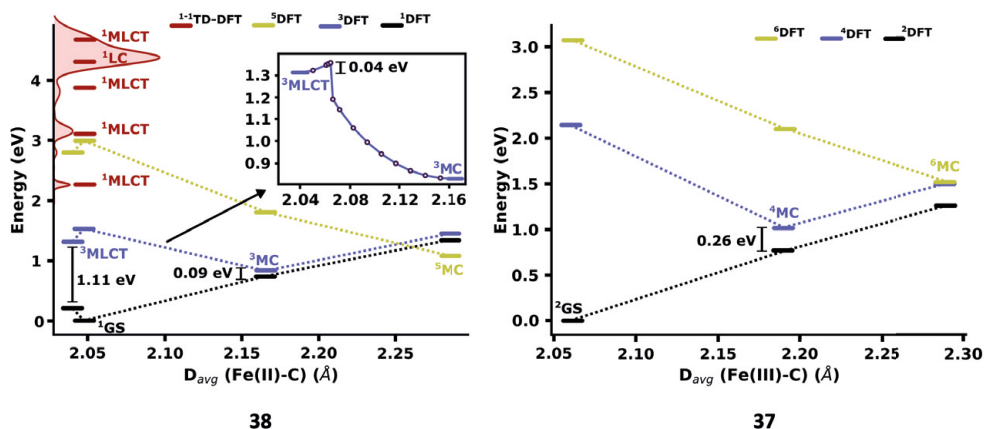 ¹⁻¹TD-DFT ⁵DFT ³DFT ¹DFT
Energy (eV)
4
3
2
1
0
¹MLCT
¹LC
¹MLCT
¹MLCT
¹MLCT
³MLCT
1.11 eV
¹GS
0.09 eV
³MC
⁵MC
1.4
1.3
1.2
1.1
1.0
0.9
³MLCT
0.04 eV
³MC
2.04 2.08 2.12 2.16
2.05 2.10 2.15 2.20 2.25
D_avg (Fe(II)-C) (Å)
38
⁶DFT ⁴DFT ²DFT
Energy (eV)
3.0
2.5
2.0
1.5
1.0
0.5
0.0
²GS
⁴MC
0.26 eV
⁶MC
2.05 2.10 2.15 2.20 2.25 2.30
D_avg (Fe(III)-C) (Å)
37